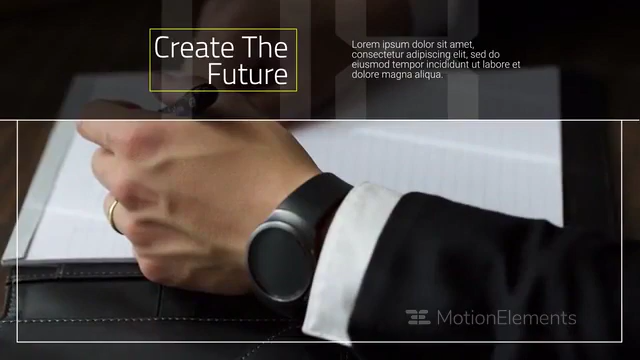 Create The
Future
Lorem ipsum dolor sit amet,
consectetur adipiscing elit, sed do
eiusmod tempor incididunt ut labore et
dolore magna aliqua.
MotionElements